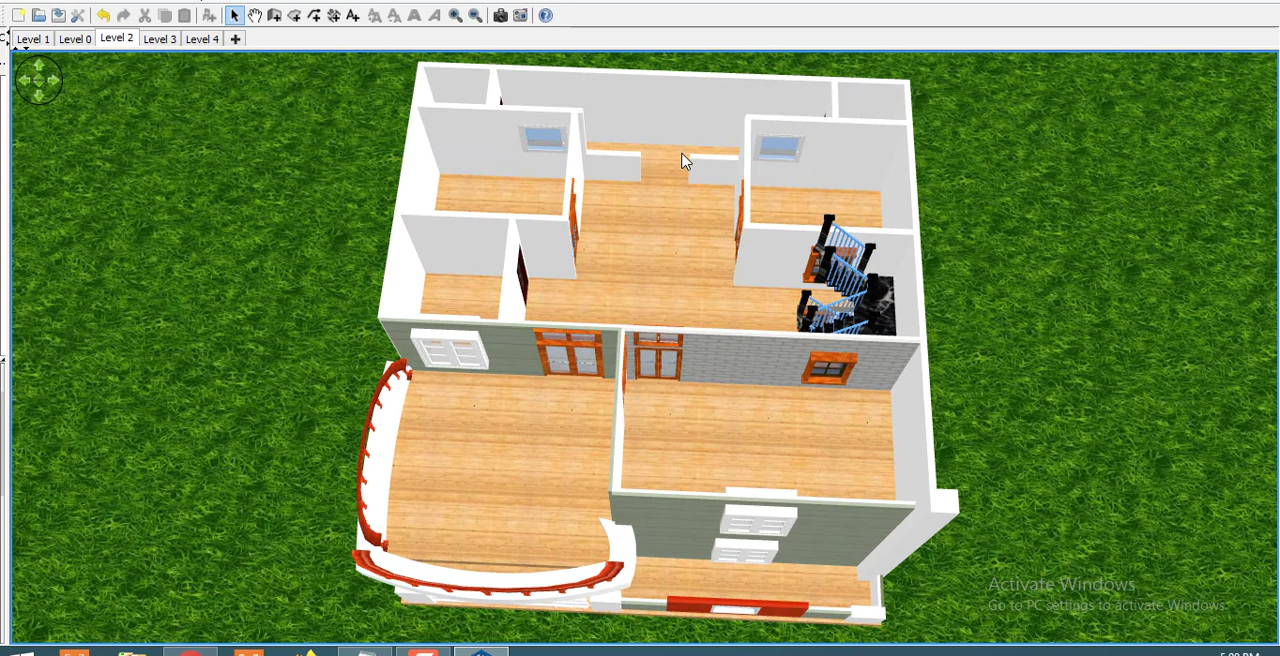 Level 1 Level 0 Level 2 Level 3 Level 4
Activate Windows
Go to PC settings to activate Windows.